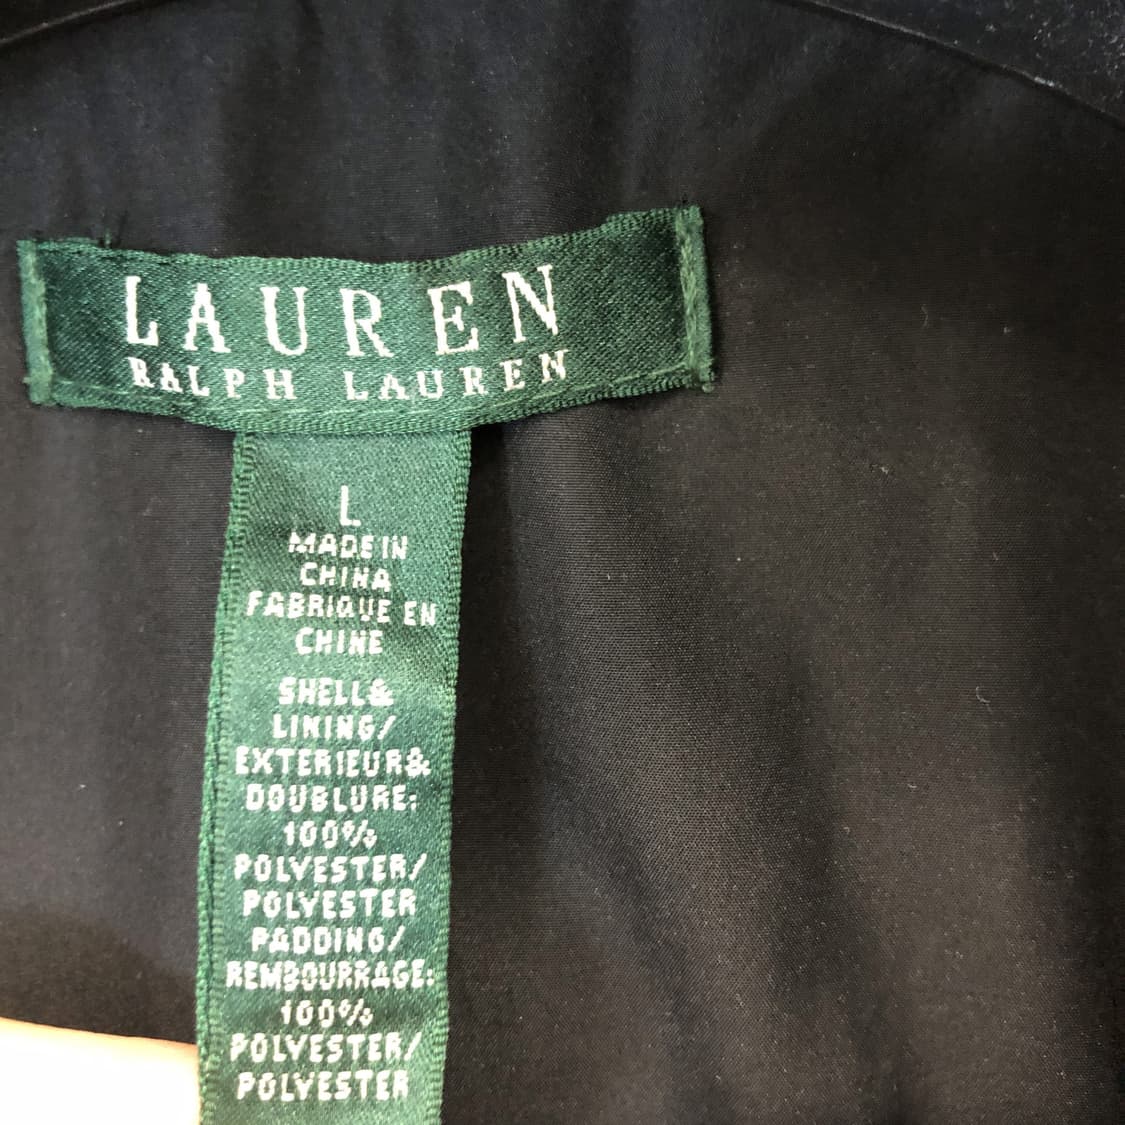 LAUREN
RALPH LAUREN
L
MADE IN
CHINA
FABRIQUE EN
CHINE
SHELL&
LINING/
EXTERIEUR&
DOUBLURE:
100%
POLYESTER/
POLYESTER
PADDING/
REMBOURRAGE:
100%
POLYESTER/
POLYESTER